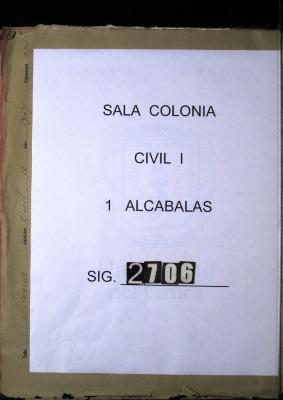 SALA COLONIA
CIVIL I
1 ALCABALAS
SIG. 2706